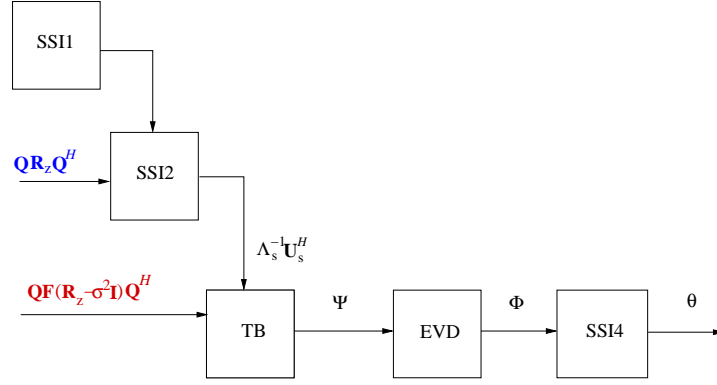 SSI1
QR_zQ^H
SSI2
Λ_s^{-1}U_s^H
QF(R_z-σ^2I)Q^H
TB
Ψ
EVD
Φ
SSI4
θ